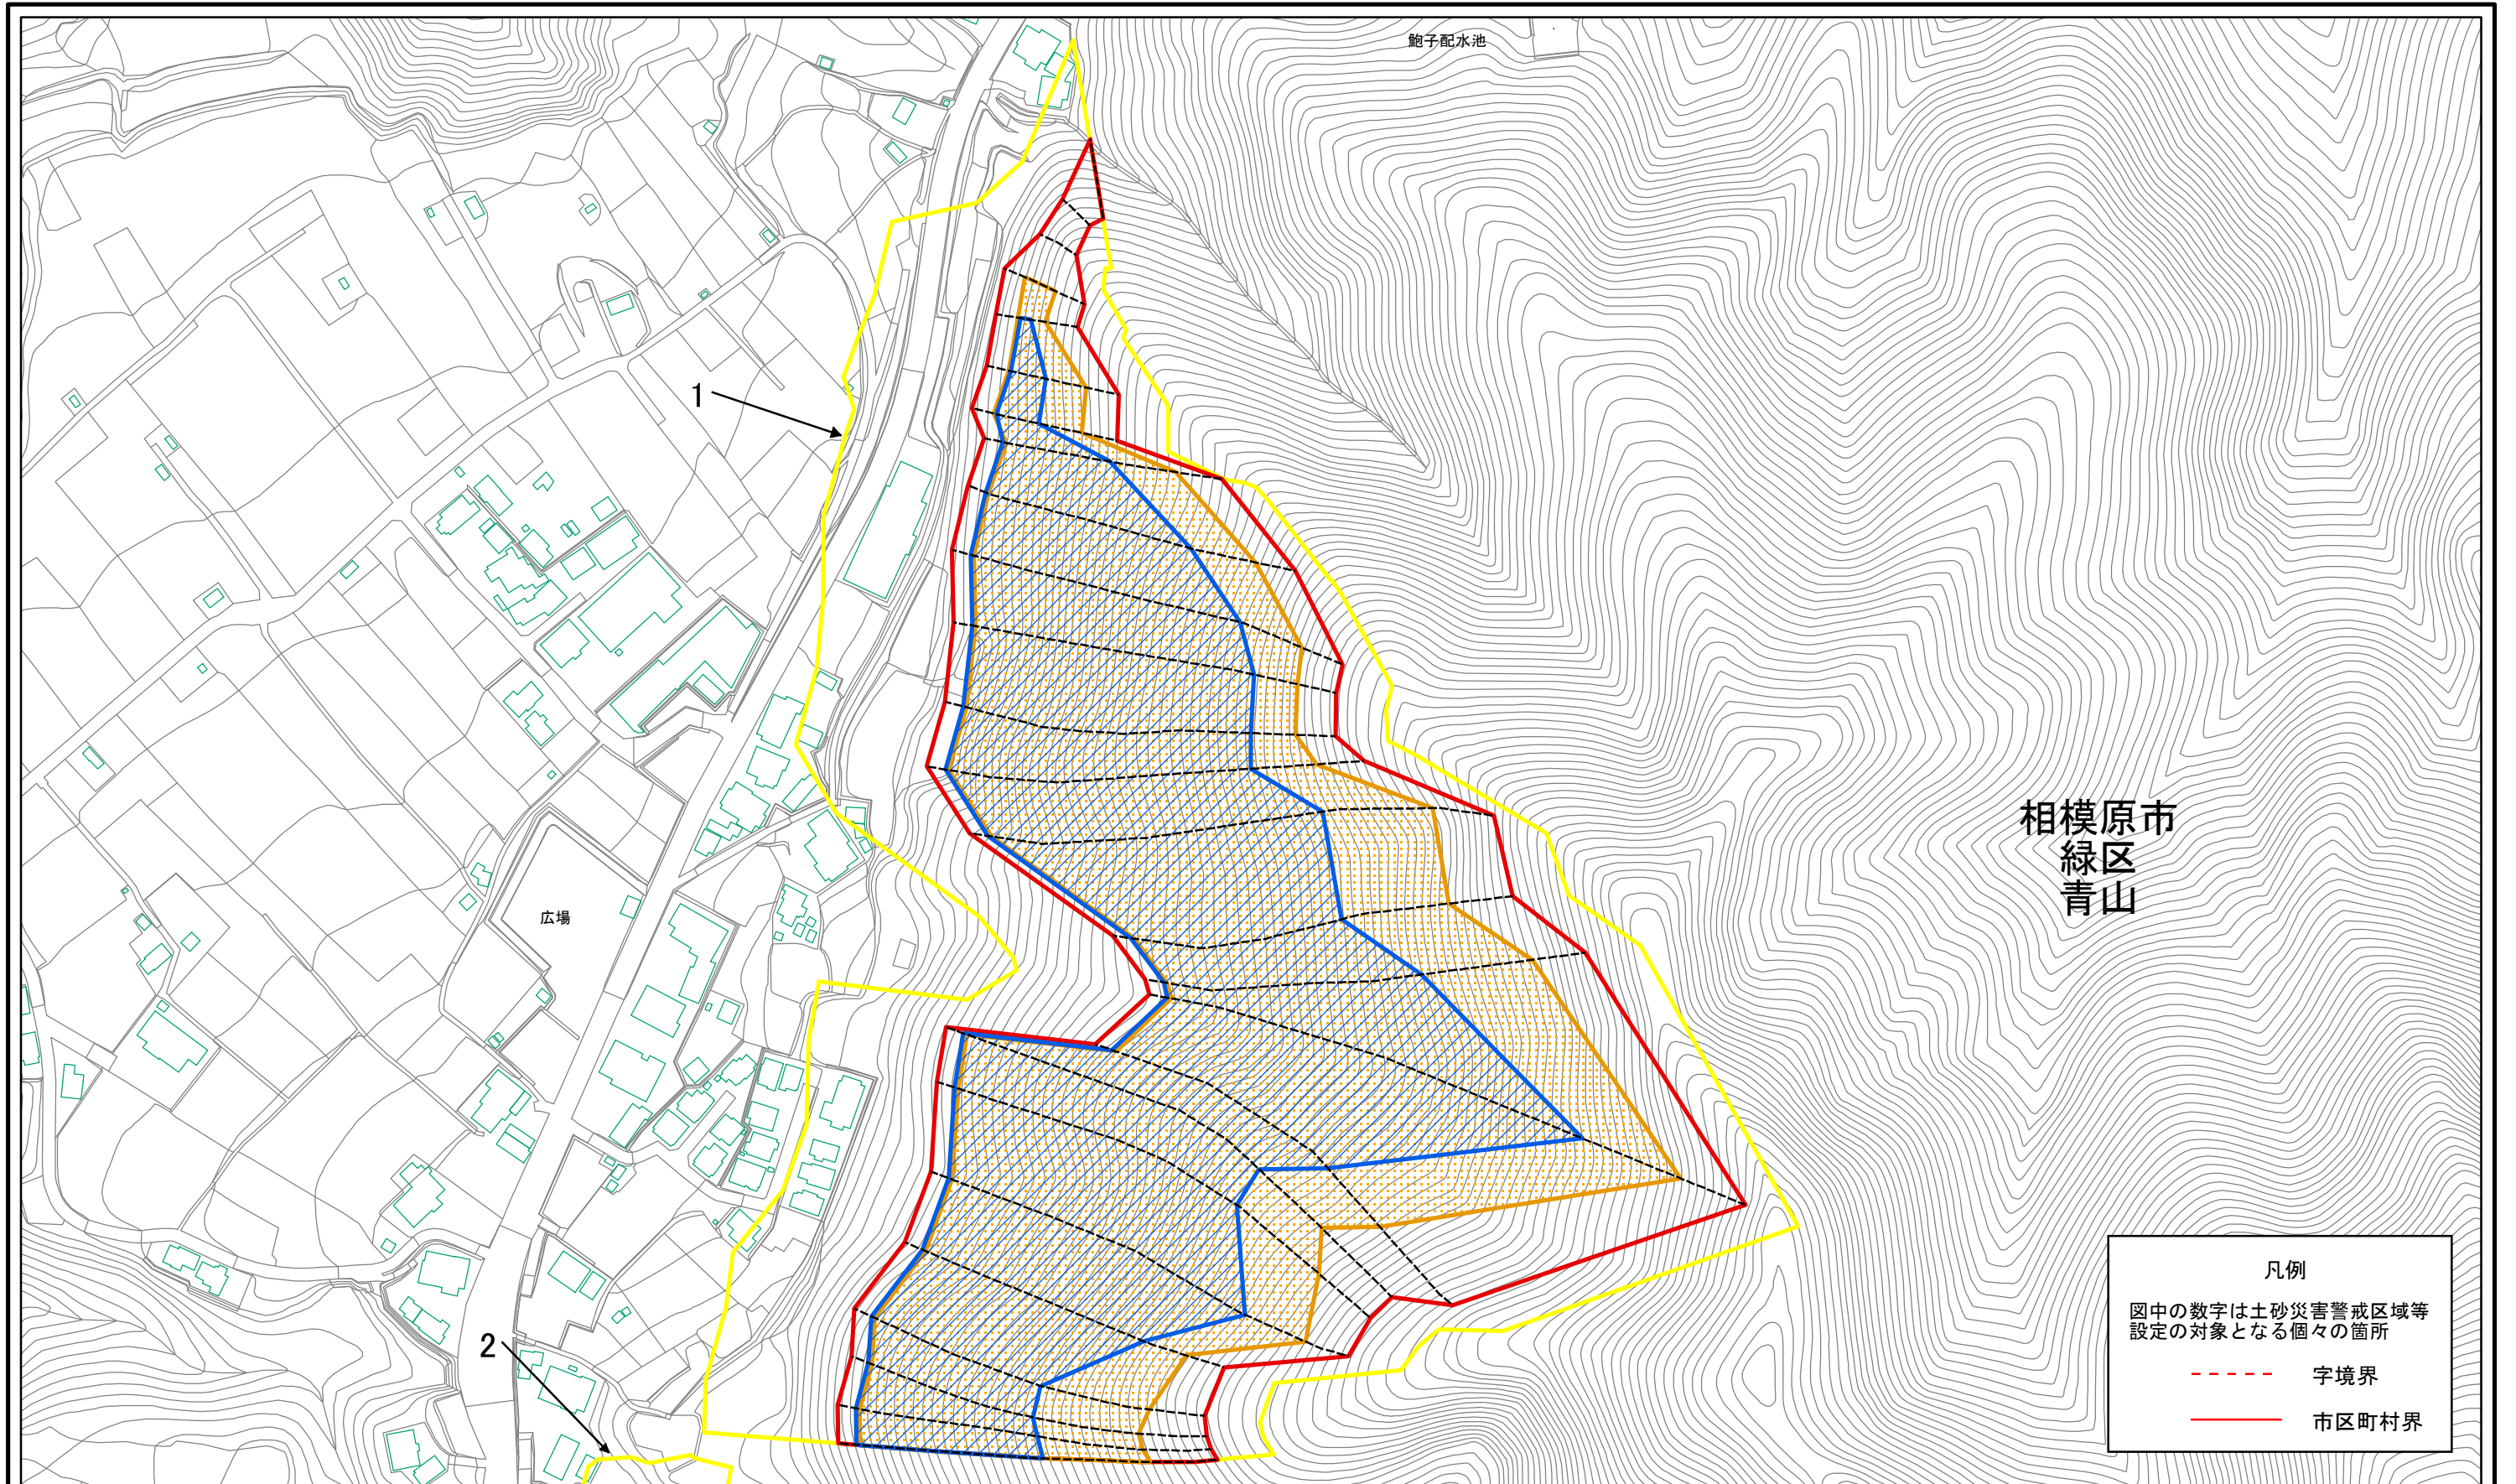 鮑子配水池
1
相模原市
緑区
青山
広場
2
凡例
図中の数字は土砂災害警戒区域等
設定の対象となる個々の箇所
字境界
市区町村界